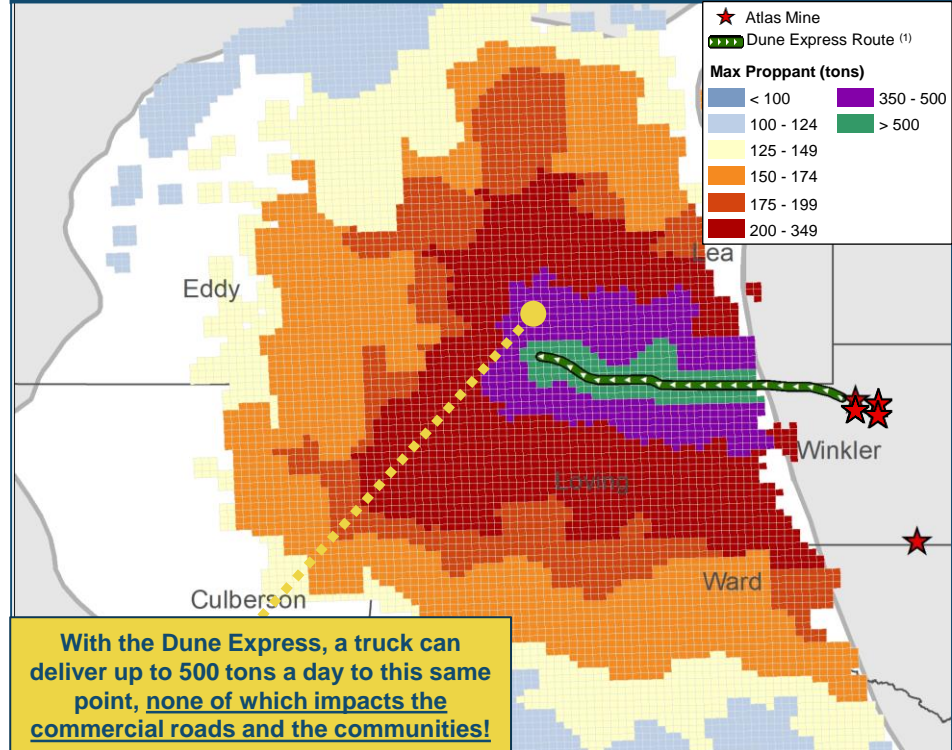 Atlas Mine
Dune Express Route (1)
Max Proppant (tons)
< 100
350 - 500
100 - 124
> 500
125 - 149
150 - 174
175 - 199
200 - 349
Lea
Eddy
Winkler
Loving
Ward
Culberson
With the Dune Express, a truck can
deliver up to 500 tons a day to this same
point, none of which impacts the
commercial roads and the communities!